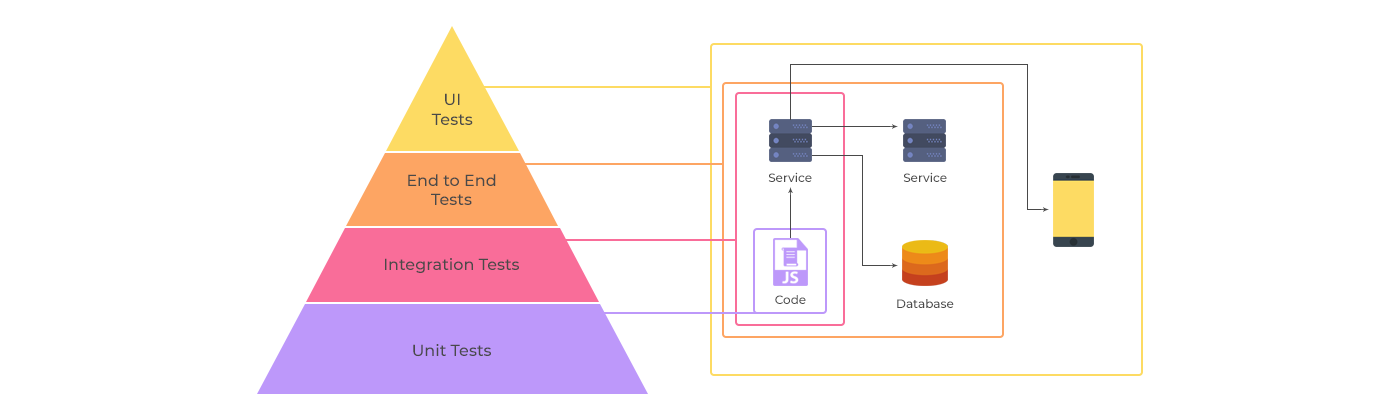 UI
Tests
End to End
Tests
Integration Tests
Unit Tests
Service
Service
JS
Code
Database